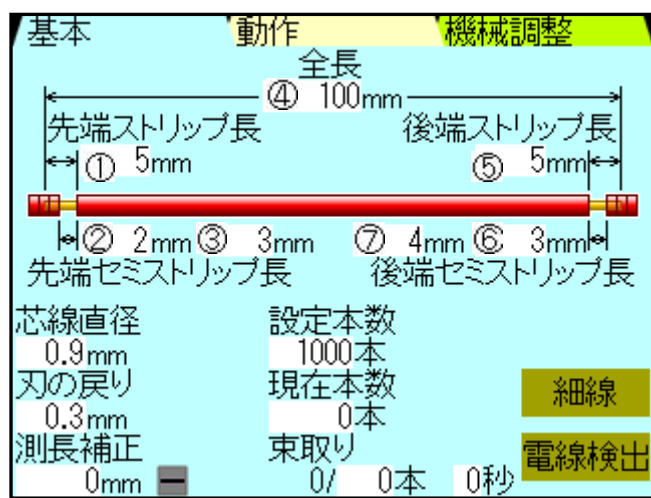 基本 動作 機械調整
全長
④ 100mm
先端ストリップ長 後端ストリップ長
① 5mm ⑤ 5mm
② 2mm ③ 3mm ⑦ 4mm ⑥ 3mm
先端セミストリップ長 後端セミストリップ長
芯線直径 設定本数
0.9mm 1000本
刃の戻り 現在本数 細線
0.3mm 0本
測長補正 束取り 電線検出
0mm ー 0/ 0本 0秒